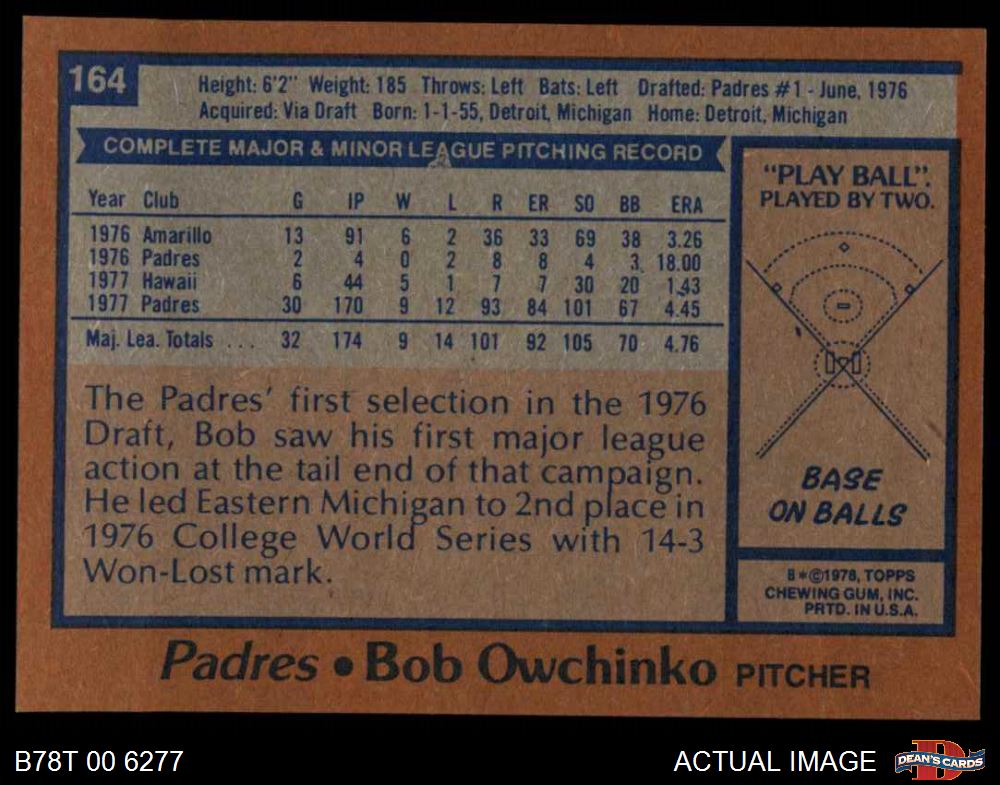 164
Height: 6'2" Weight: 185 Throws: Left Bats: Left Drafted: Padres #1 - June, 1976
Acquired: Via Draft Born: 1-1-55, Detroit, Michigan Home: Detroit, Michigan
COMPLETE MAJOR & MINOR LEAGUE PITCHING RECORD
Year Club G IP W L R ER SO BB ERA
1976 Amarillo 13 91 6 2 36 33 69 38 3.26
1976 Padres 2 4 0 2 8 8 4 3 18.00
1977 Hawaii 6 44 5 1 7 7 30 20 1.43
1977 Padres 30 170 9 12 93 84 101 67 4.45
Maj. Lea. Totals ... 32 174 9 14 101 92 105 70 4.76
The Padres' first selection in the 1976
Draft, Bob saw his first major league
action at the tail end of that campaign.
He led Eastern Michigan to 2nd place in
1976 College World Series with 14-3
Won-Lost mark.
"PLAY BALL".
PLAYED BY TWO.
BASE
ON BALLS
B*©1978, TOPPS
CHEWING GUM, INC.
PRTD. IN U.S.A.
Padres • Bob Owchinko PITCHER
B78T 00 6277
ACTUAL IMAGE
D
DEAN'S CARDS